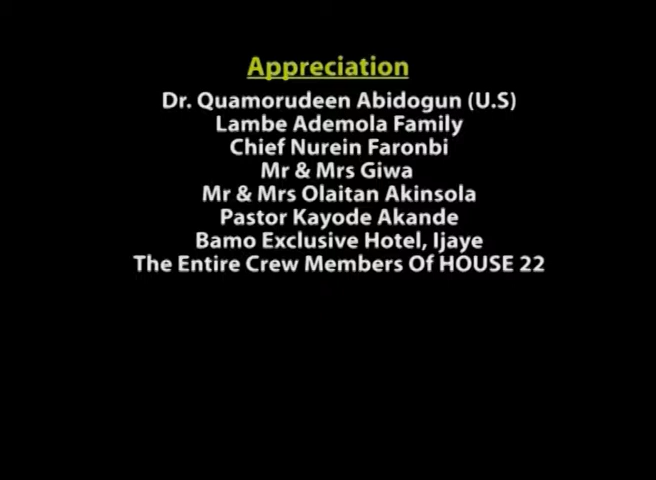 Appreciation
Dr. Quamorudeen Abidogun (U.S)
Lambe Ademola Family
Chief Nurein Faronbi
Mr & Mrs Giwa
Mr & Mrs Olaitan Akinsola
Pastor Kayode Akande
Bamo Exclusive Hotel, Ijaye
The Entire Crew Members Of HOUSE 22